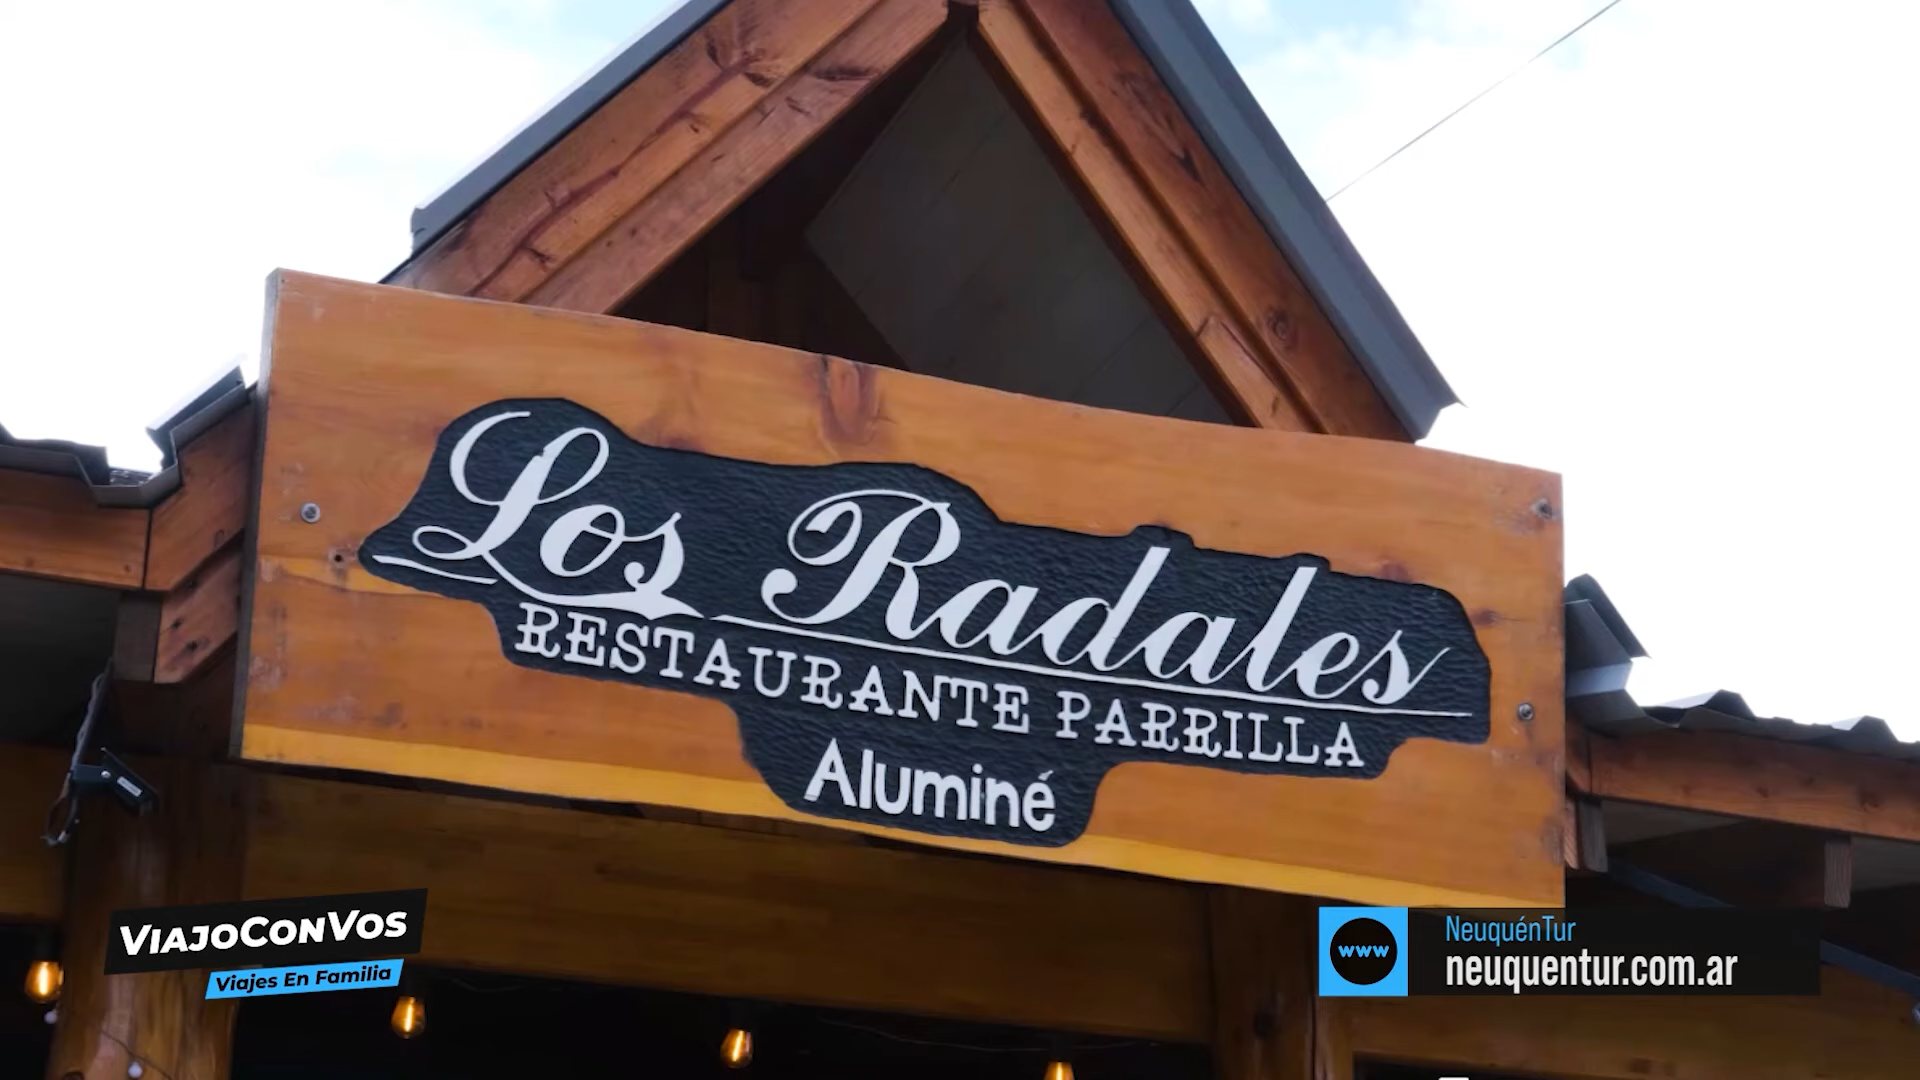 Los Radales
RESTAURANTE PARRILLA
Aluminé
VIAJOCONVOS
Viajes En Familia
www
NeuquénTur
neuquentur.com.ar